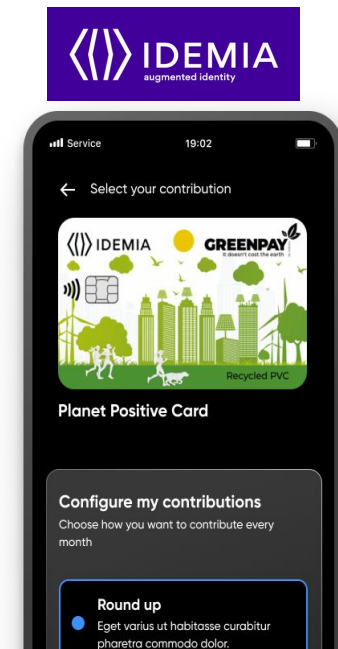 IDEMIA
augmented identity
Service 19:02
Select your contribution
IDEMIA GREENPAY
it doesn't cost the earth
Recycled PVC
Planet Positive Card
Configure my contributions
Choose how you want to contribute every
month
Round up
Eget varius ut habitasse curabitur
pharetra commodo dolor.